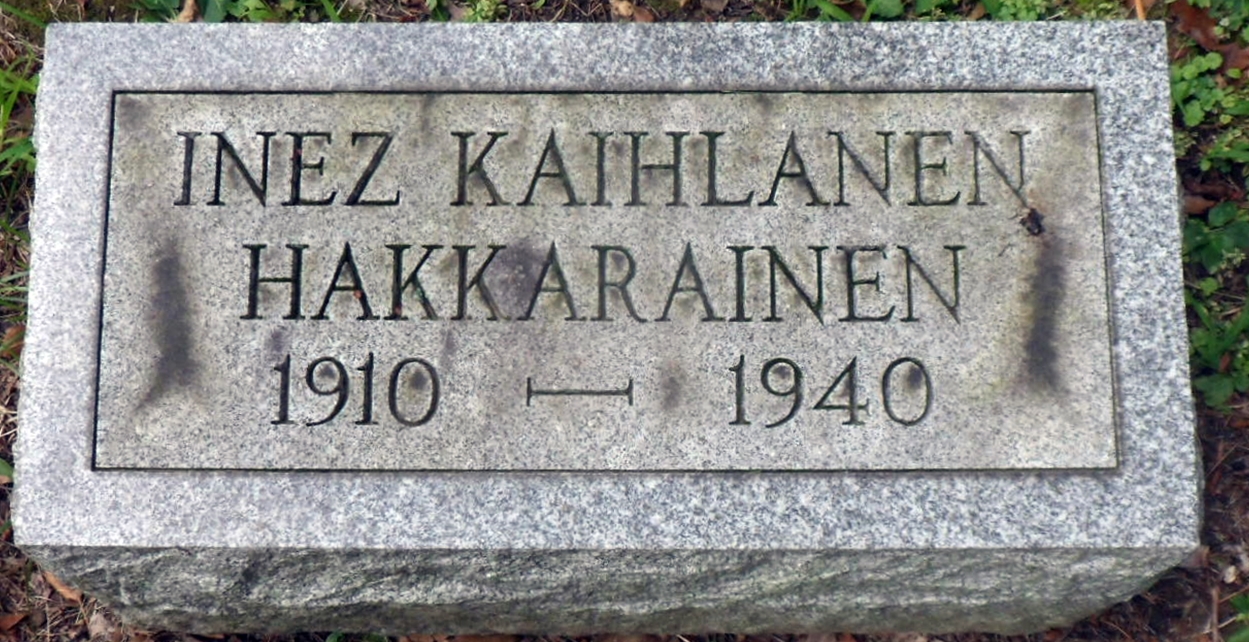 INEZ KAIHLANEN
HAKKARAINEN
1910 — 1940